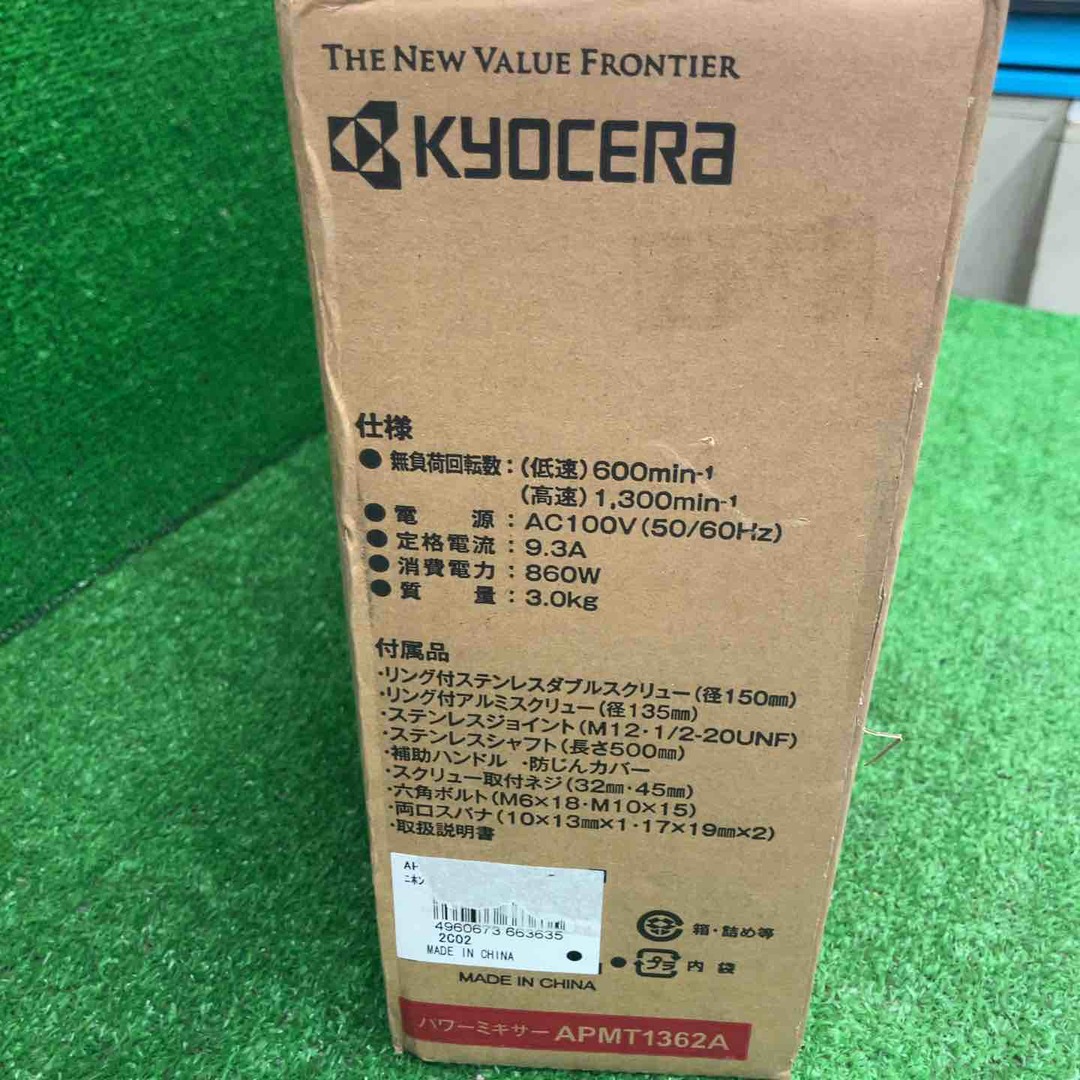 THE NEW VALUE FRONTIER
KYOCERA
仕様
● 無負荷回転数：(低速) 600min-1
(高速) 1,300min-1
● 電 源：AC100V (50/60Hz)
● 定格電流：9.3A
● 消費電力：860W
● 質 量：3.0kg
付属品
・リング付ステンレスダブルスクリュー (径150㎜)
・リング付アルミスクリュー (径135㎜)
・ステンレスジョイント (M12・1/2-20UNF)
・ステンレスシャフト (長さ500㎜)
・補助ハンドル ・防じんカバー
・スクリュー取付ネジ (32㎜・45㎜)
・六角ボルト (M6×18・M10×15)
・両口スパナ (10×13㎜×1・17×19㎜×2)
・取扱説明書
4960673 663635
2C02
MADE IN CHINA
箱・詰め等
プラ 内 袋
MADE IN CHINA
パワーミキサー APMT1362A